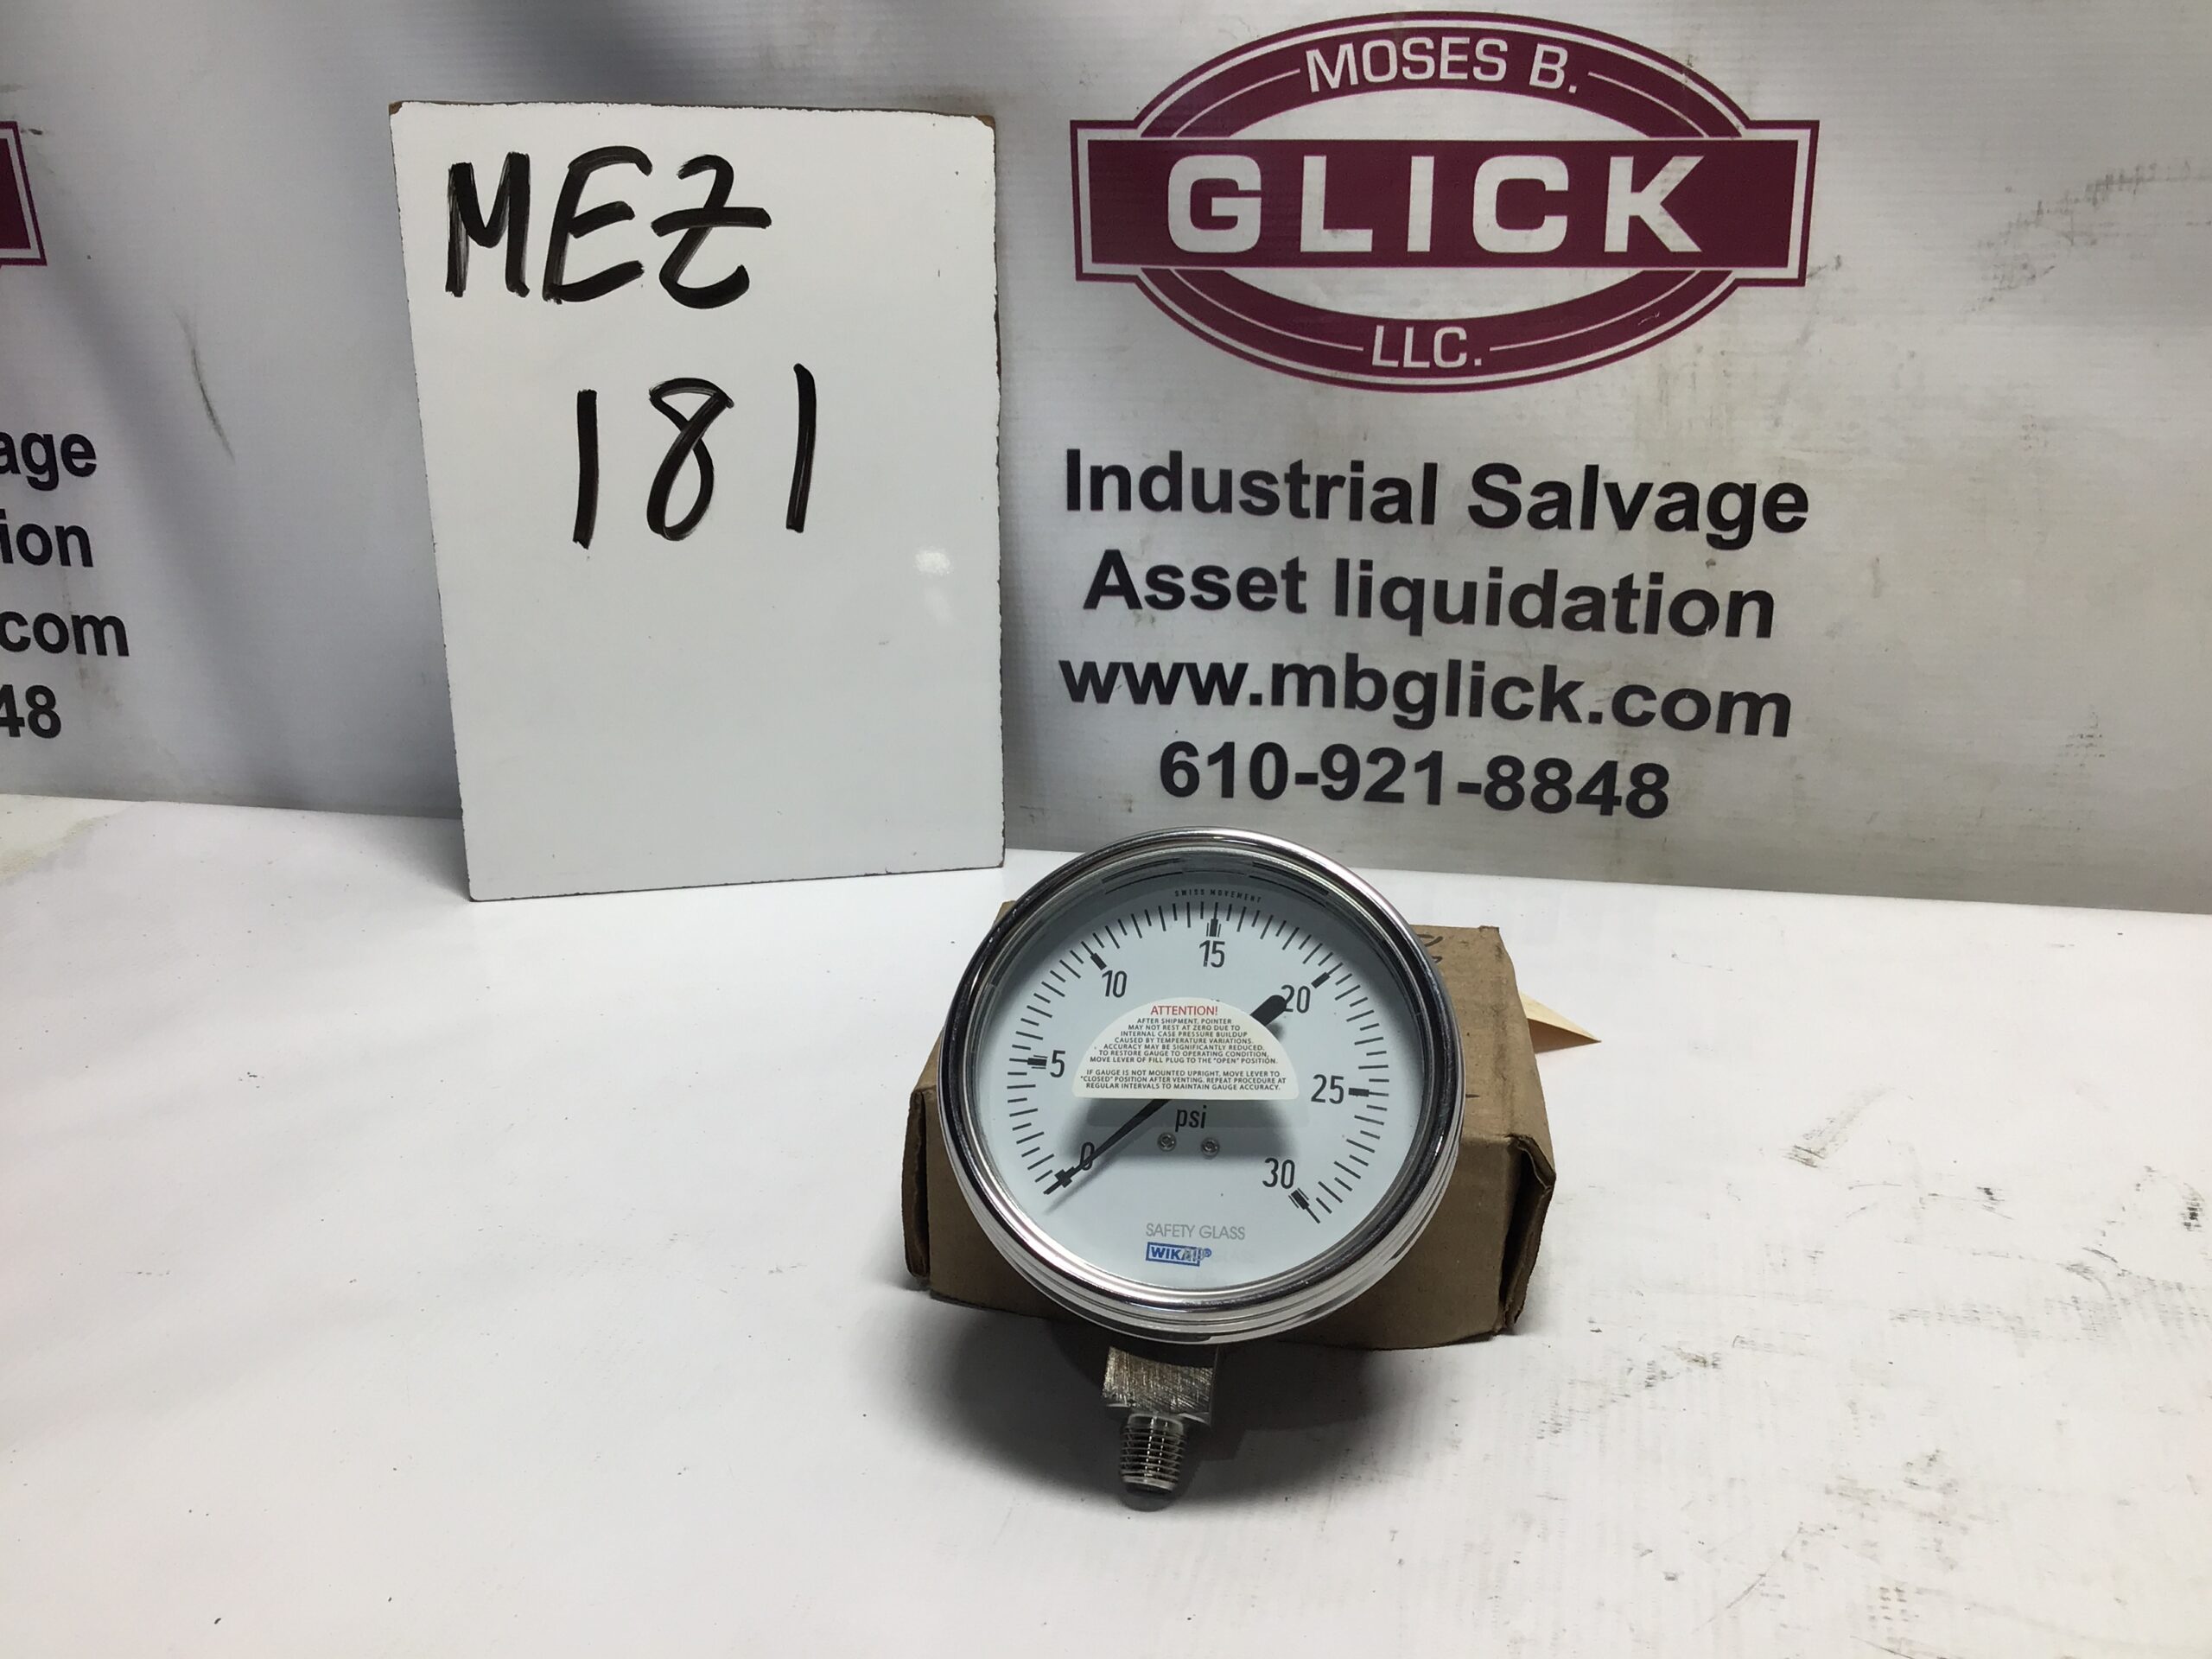 MEZ
181
MOSES B.
GLICK
LLC.
Industrial Salvage
Asset liquidation
www.mbglick.com
610-921-8848
age
ion
.com
48
SWISS MOVEMENT
0
5
10
15
20
25
30
ATTENTION!
AFTER SHIPMENT, POINTER
MAY NOT REST AT ZERO DUE TO
INTERNAL CASE PRESSURE BUILDUP
CAUSED BY TEMPERATURE VARIATIONS.
ACCURACY MAY BE SIGNIFICANTLY REDUCED.
TO RESTORE GAUGE TO OPERATING CONDITION,
MOVE LEVER OF FILL PLUG TO THE "OPEN" POSITION.
IF GAUGE IS NOT MOUNTED UPRIGHT, MOVE LEVER TO
"CLOSED" POSITION AFTER VENTING. REPEAT PROCEDURE AT
REGULAR INTERVALS TO MAINTAIN GAUGE ACCURACY.
psi
SAFETY GLASS
WIKA®